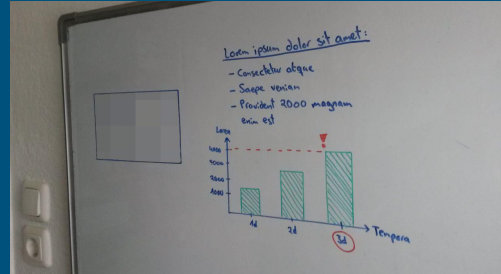 Lorem ipsum dolor sit amet:
- Consectetur atque
- Saepe veniam
- Provident 2000 magnam
enim est
Lorem
4000
3000
2000
1000
1d
2d
3d
Tempora
!